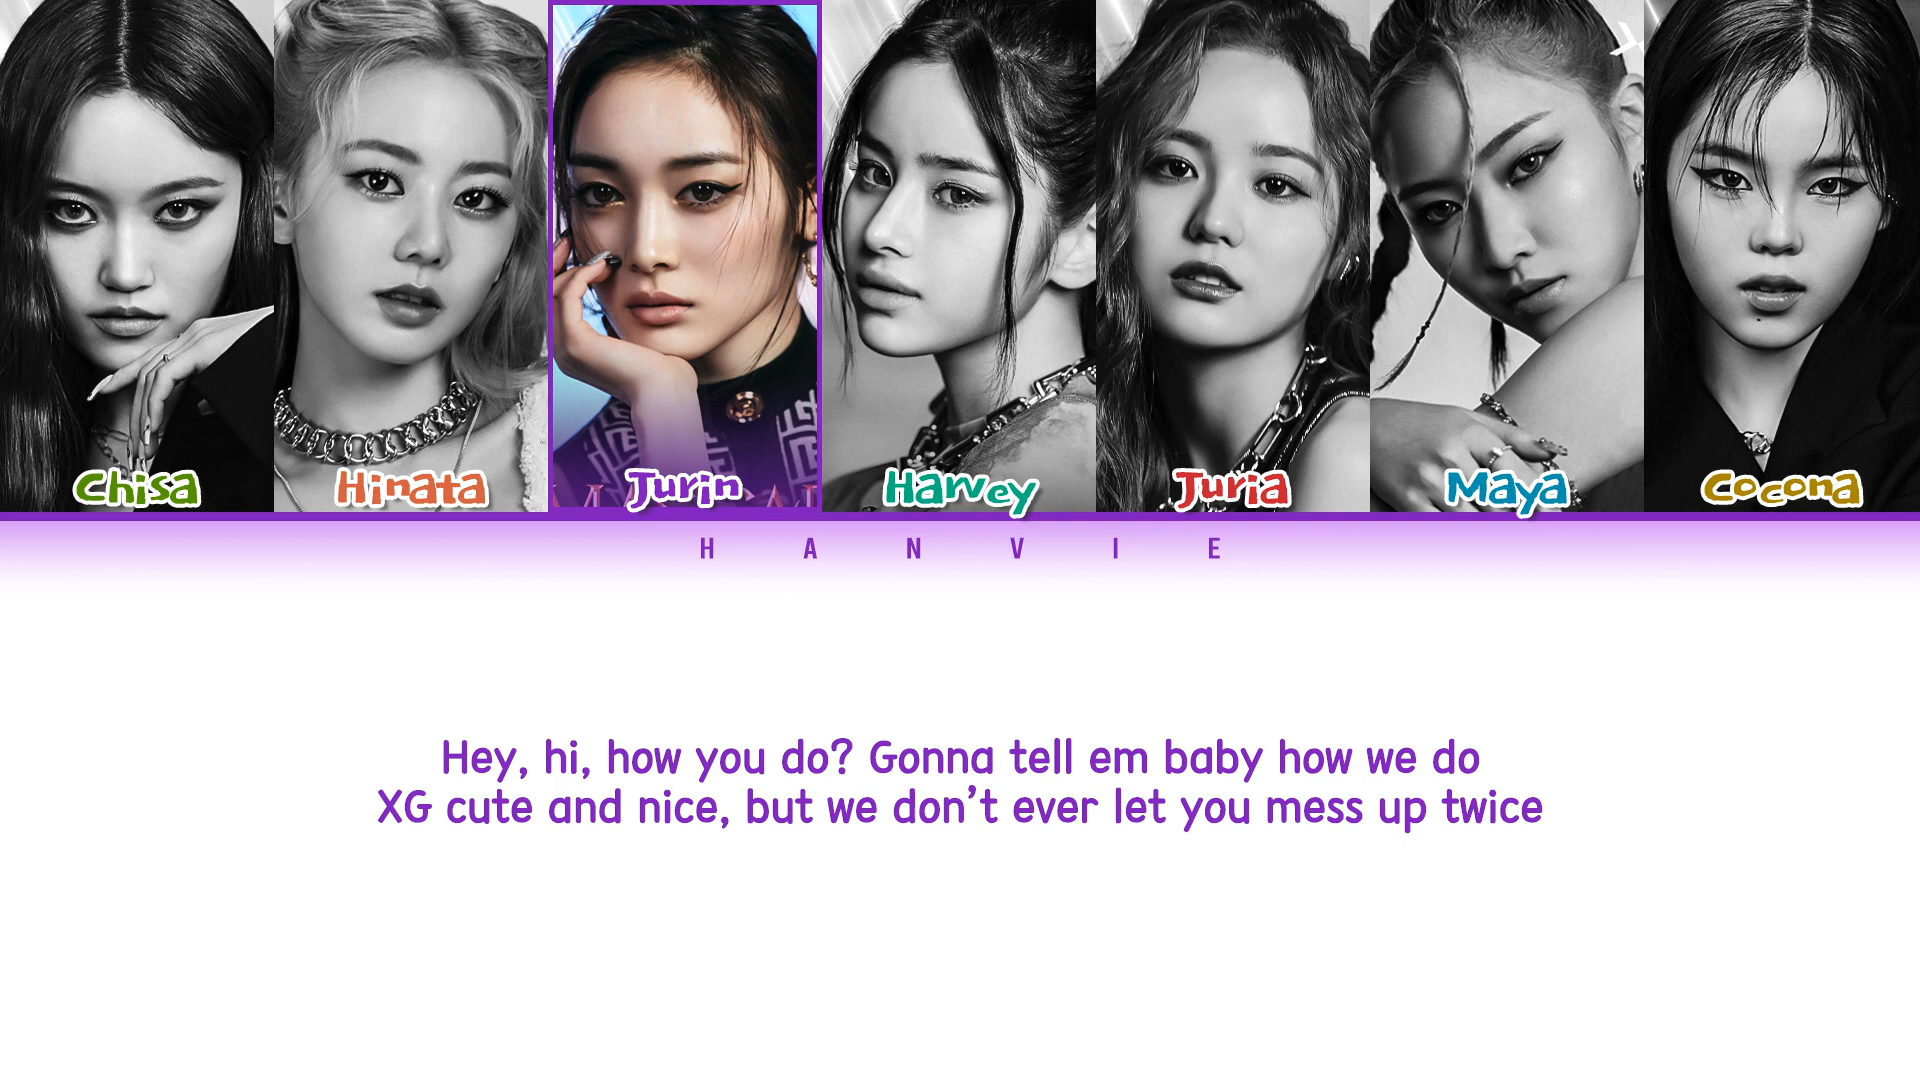 Chisa Hinata Jurin Harvey Juria Maya Cocona
H A N V I E
Hey, hi, how you do? Gonna tell em baby how we do
XG cute and nice, but we don’t ever let you mess up twice